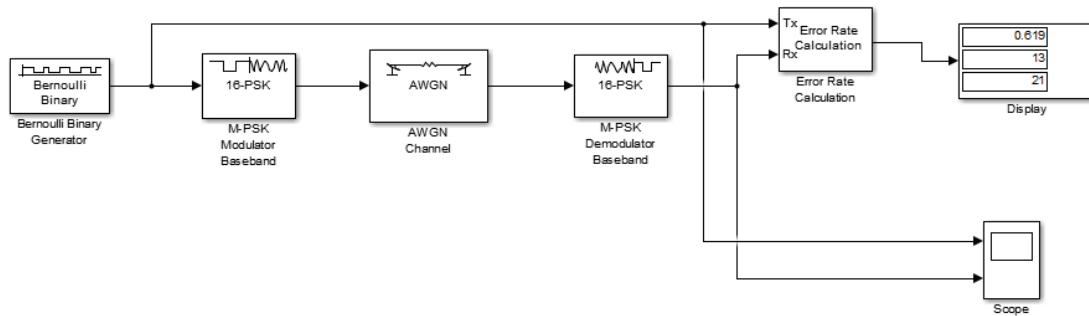 Bernoulli
Binary
Bernoulli Binary
Generator
16-PSK
M-PSK
Modulator
Baseband
AWGN
AWGN
Channel
16-PSK
M-PSK
Demodulator
Baseband
Tx
Rx
Error Rate
Calculation
Error Rate
Calculation
0.619
13
21
Display
Scope